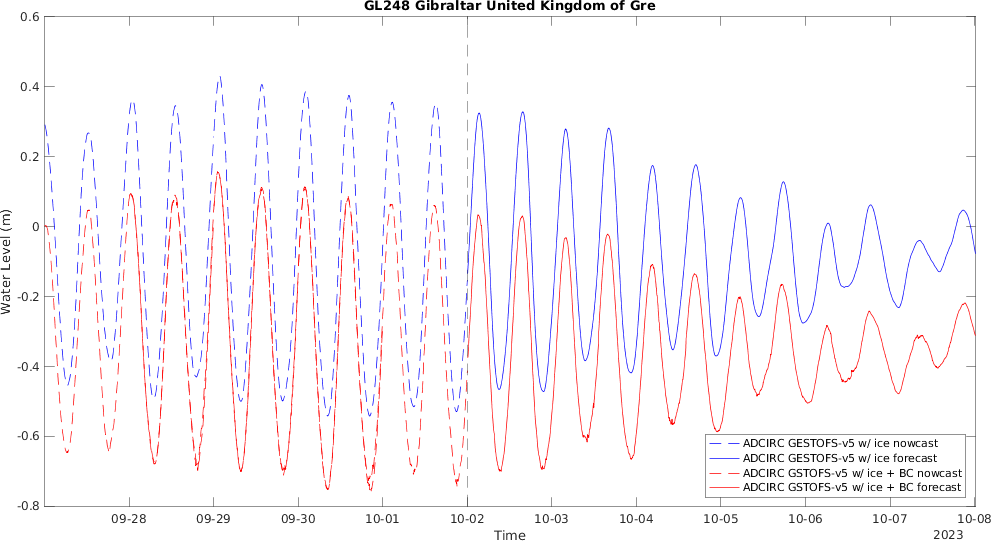 GL248 Gibraltar United Kingdom of Gre
0.6
0.4
0.2
0
-0.2
-0.4
-0.6
-0.8
Water Level (m)
ADCIRC GESTOFS-v5 w/ ice nowcast
ADCIRC GESTOFS-v5 w/ ice forecast
ADCIRC GSTOFS-v5 w/ ice + BC nowcast
ADCIRC GSTOFS-v5 w/ ice + BC forecast
09-28 09-29 09-30 10-01 10-02 10-03 10-04 10-05 10-06 10-07 10-08
Time
2023